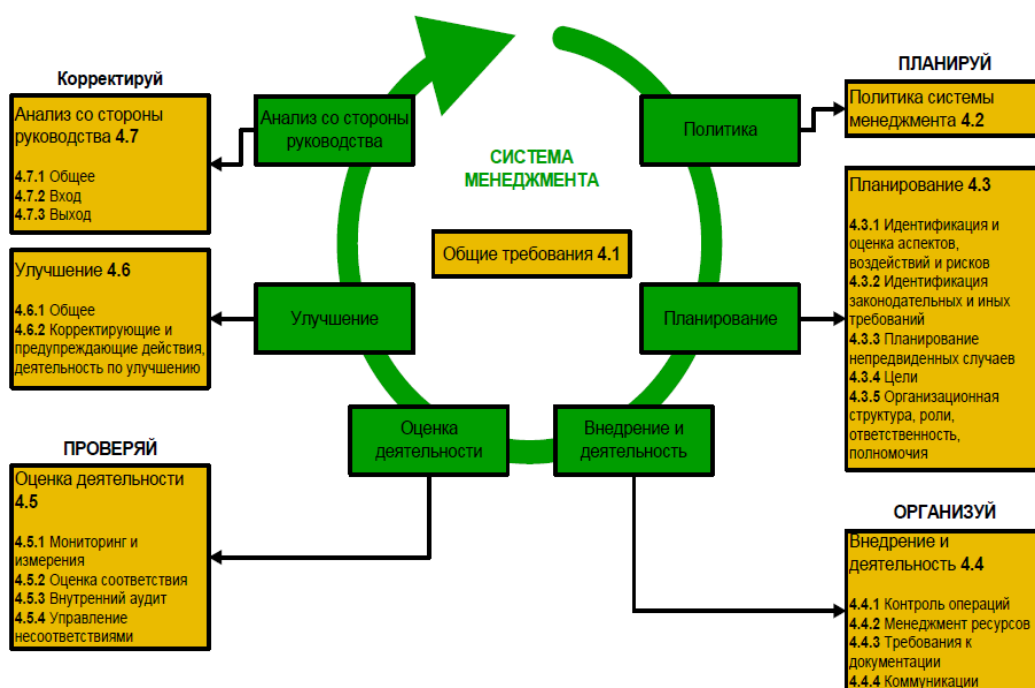 Корректируй
Анализ со стороны
руководства 4.7
4.7.1 Общее
4.7.2 Вход
4.7.3 Выход
Улучшение 4.6
4.6.1 Общее
4.6.2 Корректирующие и
предупреждающие действия,
деятельность по улучшению
ПРОВЕРЯЙ
Оценка деятельности
4.5
4.5.1 Мониторинг и
измерения
4.5.2 Оценка соответствия
4.5.3 Внутренний аудит
4.5.4 Управление
несоответствиями
Анализ со стороны
руководства
Улучшение
Оценка
деятельности
СИСТЕМА
МЕНЕДЖМЕНТА
Общие требования 4.1
Политика
Планирование
Внедрение и
деятельность
ПЛАНИРУЙ
Политика системы
менеджмента 4.2
Планирование 4.3
4.3.1 Идентификация и
оценка аспектов,
воздействий и рисков
4.3.2 Идентификация
законодательных и иных
требований
4.3.3 Планирование
непредвиденных случаев
4.3.4 Цели
4.3.5 Организационная
структура, роли,
ответственность,
полномочия
ОРГАНИЗУЙ
Внедрение и
деятельность 4.4
4.4.1 Контроль операций
4.4.2 Менеджмент ресурсов
4.4.3 Требования к
документации
4.4.4 Коммуникации